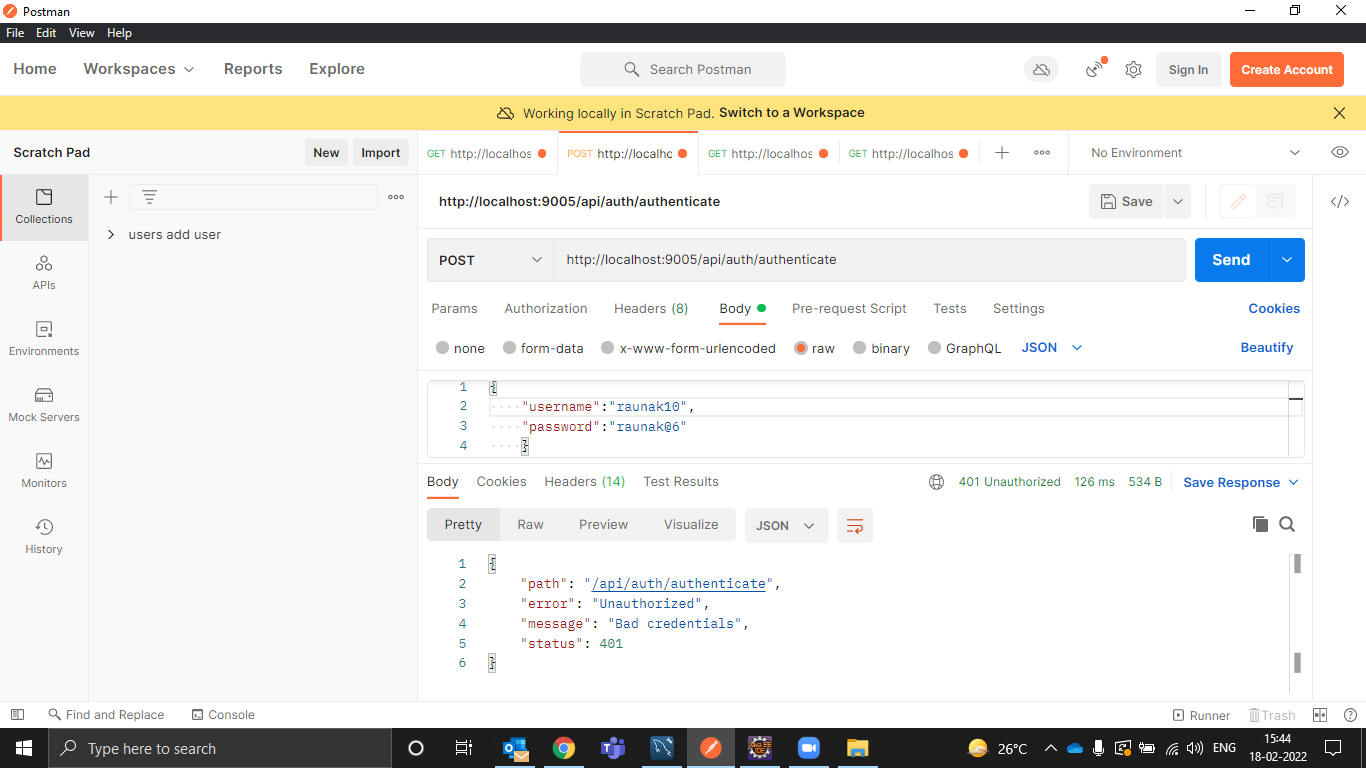 Postman
File Edit View Help
Home Workspaces Reports Explore Search Postman Sign In Create Account
Working locally in Scratch Pad. Switch to a Workspace
Scratch Pad New Import GET http://localhos POST http://localhc GET http://localhos GET http://localhos No Environment
http://localhost:9005/api/auth/authenticate Save
Collections
users add user
POST http://localhost:9005/api/auth/authenticate Send
APIs
Params Authorization Headers (8) Body Pre-request Script Tests Settings Cookies
Environments
none form-data x-www-form-urlencoded raw binary GraphQL JSON Beautify
Mock Servers
1 {
2 "username":"raunak10",
3 "password":"raunak@6"
4 }
Monitors
Body Cookies Headers (14) Test Results 401 Unauthorized 126 ms 534 B Save Response
History
Pretty Raw Preview Visualize JSON
1 {
2 "path": "/api/auth/authenticate",
3 "error": "Unauthorized",
4 "message": "Bad credentials",
5 "status": 401
6 }
Find and Replace Console Runner Trash
Type here to search 26°C ENG 15:44
18-02-2022